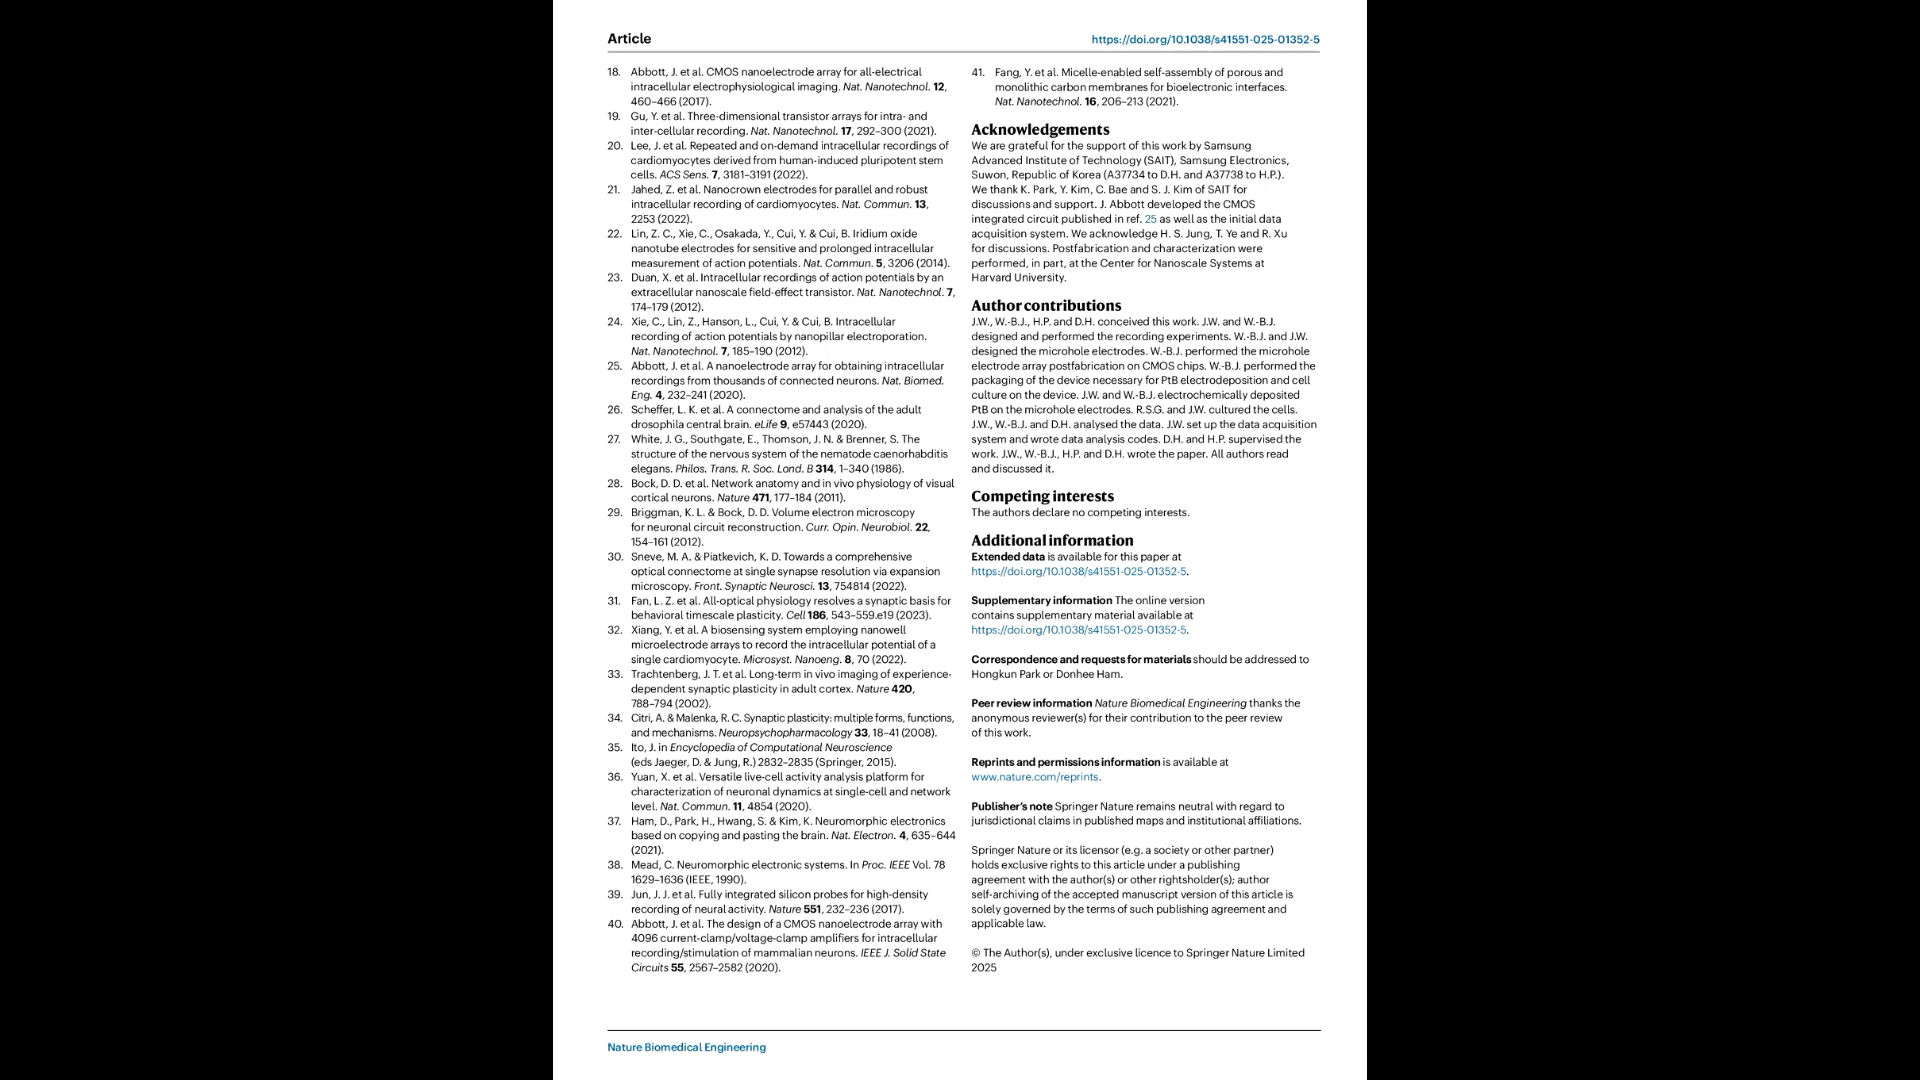 Article
https://doi.org/10.1038/s41551-025-01352-5
18. Abbott, J. et al. CMOS nanoelectrode array for all-electrical
intracellular electrophysiological imaging. Nat. Nanotechnol. 12,
460–466 (2017).
19. Gu, Y. et al. Three-dimensional transistor arrays for intra- and
inter-cellular recording. Nat. Nanotechnol. 17, 292–300 (2021).
20. Lee, J. et al. Repeated and on-demand intracellular recordings of
cardiomyocytes derived from human-induced pluripotent stem
cells. ACS Sens. 7, 3181–3191 (2022).
21. Jahed, Z. et al. Nanocrown electrodes for parallel and robust
intracellular recording of cardiomyocytes. Nat. Commun. 13,
2253 (2022).
22. Lin, Z. C., Xie, C., Osakada, Y., Cui, Y. & Cui, B. Iridium oxide
nanotube electrodes for sensitive and prolonged intracellular
measurement of action potentials. Nat. Commun. 5, 3206 (2014).
23. Duan, X. et al. Intracellular recordings of action potentials by an
extracellular nanoscale field-effect transistor. Nat. Nanotechnol. 7,
174–179 (2012).
24. Xie, C., Lin, Z., Hanson, L., Cui, Y. & Cui, B. Intracellular
recording of action potentials by nanopillar electroporation.
Nat. Nanotechnol. 7, 185–190 (2012).
25. Abbott, J. et al. A nanoelectrode array for obtaining intracellular
recordings from thousands of connected neurons. Nat. Biomed.
Eng. 4, 232–241 (2020).
26. Scheffer, L. K. et al. A connectome and analysis of the adult
drosophila central brain. eLife 9, e57443 (2020).
27. White, J. G., Southgate, E., Thomson, J. N. & Brenner, S. The
structure of the nervous system of the nematode caenorhabditis
elegans. Philos. Trans. R. Soc. Lond. B 314, 1–340 (1986).
28. Bock, D. D. et al. Network anatomy and in vivo physiology of visual
cortical neurons. Nature 471, 177–184 (2011).
29. Briggman, K. L. & Bock, D. D. Volume electron microscopy
for neuronal circuit reconstruction. Curr. Opin. Neurobiol. 22,
154–161 (2012).
30. Sneve, M. A. & Piatkevich, K. D. Towards a comprehensive
optical connectome at single synapse resolution via expansion
microscopy. Front. Synaptic Neurosci. 13, 754814 (2022).
31. Fan, L. Z. et al. All-optical physiology resolves a synaptic basis for
behavioral timescale plasticity. Cell 186, 543–559.e19 (2023).
32. Xiang, Y. et al. A biosensing system employing nanowell
microelectrode arrays to record the intracellular potential of a
single cardiomyocyte. Microsyst. Nanoeng. 8, 70 (2022).
33. Trachtenberg, J. T. et al. Long-term in vivo imaging of experience-
dependent synaptic plasticity in adult cortex. Nature 420,
788–794 (2002).
34. Citri, A. & Malenka, R. C. Synaptic plasticity: multiple forms, functions,
and mechanisms. Neuropsychopharmacology 33, 18–41 (2008).
35. Ito, J. in Encyclopedia of Computational Neuroscience
(eds Jaeger, D. & Jung, R.) 2832–2835 (Springer, 2015).
36. Yuan, X. et al. Versatile live-cell activity analysis platform for
characterization of neuronal dynamics at single-cell and network
level. Nat. Commun. 11, 4854 (2020).
37. Ham, D., Park, H., Hwang, S. & Kim, K. Neuromorphic electronics
based on copying and pasting the brain. Nat. Electron. 4, 635–644
(2021).
38. Mead, C. Neuromorphic electronic systems. In Proc. IEEE Vol. 78
1629–1636 (IEEE, 1990).
39. Jun, J. J. et al. Fully integrated silicon probes for high-density
recording of neural activity. Nature 551, 232–236 (2017).
40. Abbott, J. et al. The design of a CMOS nanoelectrode array with
4096 current-clamp/voltage-clamp amplifiers for intracellular
recording/stimulation of mammalian neurons. IEEE J. Solid State
Circuits 55, 2567–2582 (2020).
41. Fang, Y. et al. Micelle-enabled self-assembly of porous and
monolithic carbon membranes for bioelectronic interfaces.
Nat. Nanotechnol. 16, 206–213 (2021).
Acknowledgements
We are grateful for the support of this work by Samsung
Advanced Institute of Technology (SAIT), Samsung Electronics,
Suwon, Republic of Korea (A37734 to D.H. and A37738 to H.P.).
We thank K. Park, Y. Kim, C. Bae and S. J. Kim of SAIT for
discussions and support. J. Abbott developed the CMOS
integrated circuit published in ref. 25 as well as the initial data
acquisition system. We acknowledge H. S. Jung, T. Ye and R. Xu
for discussions. Postfabrication and characterization were
performed, in part, at the Center for Nanoscale Systems at
Harvard University.
Author contributions
J.W., W.-B.J., H.P. and D.H. conceived this work. J.W. and W.-B.J.
designed and performed the recording experiments. W.-B.J. and J.W.
designed the microhole electrodes. W.-B.J. performed the microhole
electrode array postfabrication on CMOS chips. W.-B.J. performed the
packaging of the device necessary for PtB electrodeposition and cell
culture on the device. J.W. and W.-B.J. electrochemically deposited
PtB on the microhole electrodes. R.S.G. and J.W. cultured the cells.
J.W., W.-B.J. and D.H. analysed the data. J.W. set up the data acquisition
system and wrote data analysis codes. D.H. and H.P. supervised the
work. J.W., W.-B.J., H.P. and D.H. wrote the paper. All authors read
and discussed it.
Competing interests
The authors declare no competing interests.
Additional information
Extended data is available for this paper at
https://doi.org/10.1038/s41551-025-01352-5.
Supplementary information The online version
contains supplementary material available at
https://doi.org/10.1038/s41551-025-01352-5.
Correspondence and requests for materials should be addressed to
Hongkun Park or Donhee Ham.
Peer review information Nature Biomedical Engineering thanks the
anonymous reviewer(s) for their contribution to the peer review
of this work.
Reprints and permissions information is available at
www.nature.com/reprints.
Publisher’s note Springer Nature remains neutral with regard to
jurisdictional claims in published maps and institutional affiliations.
Springer Nature or its licensor (e.g. a society or other partner)
holds exclusive rights to this article under a publishing
agreement with the author(s) or other rightsholder(s); author
self-archiving of the accepted manuscript version of this article is
solely governed by the terms of such publishing agreement and
applicable law.
© The Author(s), under exclusive licence to Springer Nature Limited
2025
Nature Biomedical Engineering